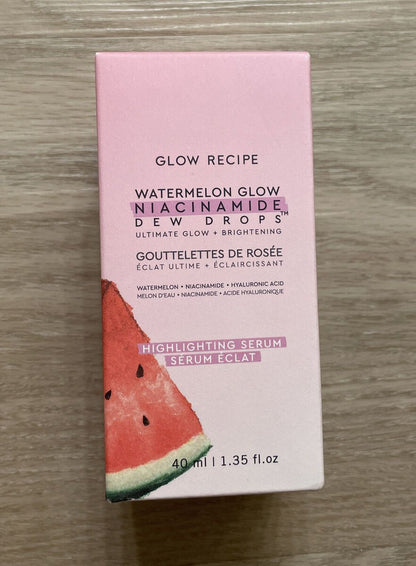 GLOW RECIPE
WATERMELON GLOW
NIACINAMIDE
DEW DROPS™
ULTIMATE GLOW + BRIGHTENING
GOUTTELETTES DE ROSÉE
ÉCLAT ULTIME + ÉCLAIRCISSANT
WATERMELON • NIACINAMIDE • HYALURONIC ACID
MELON D'EAU • NIACINAMIDE • ACIDE HYALURONIQUE
HIGHLIGHTING SERUM
SÉRUM ÉCLAT
40 ml | 1.35 fl.oz